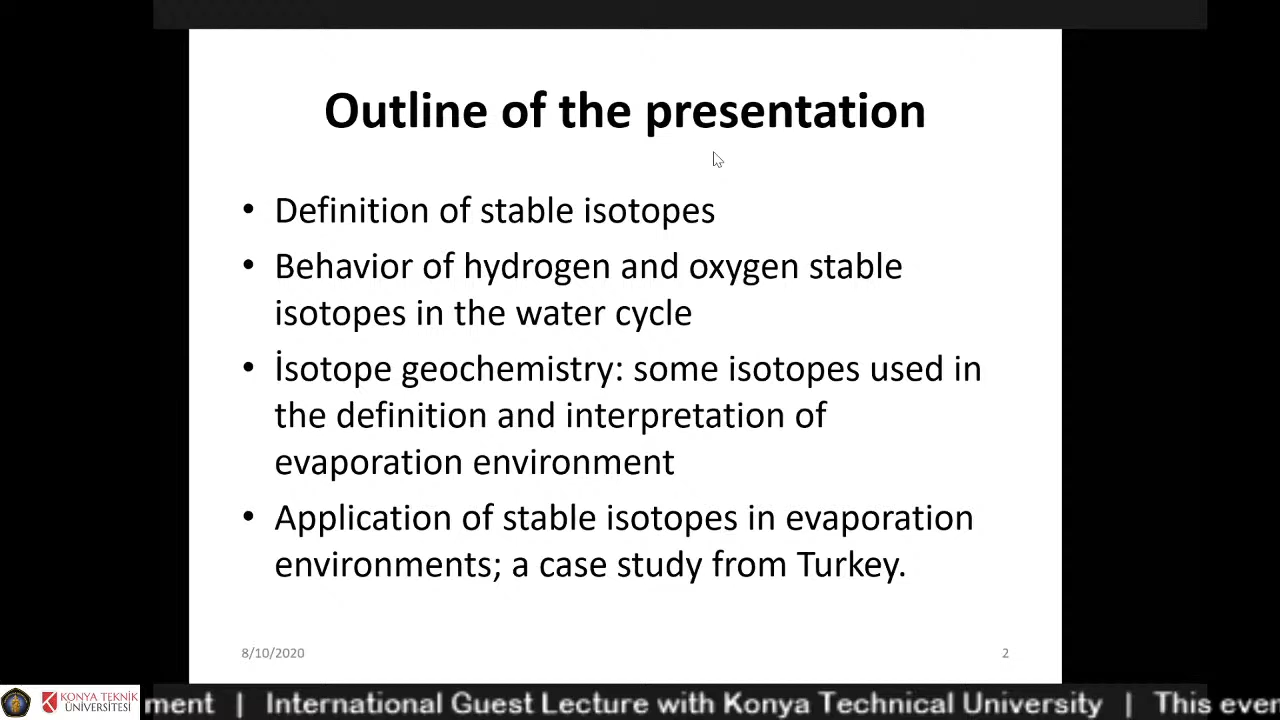 Outline of the presentation
• Definition of stable isotopes
• Behavior of hydrogen and oxygen stable
isotopes in the water cycle
• İsotope geochemistry: some isotopes used in
the definition and interpretation of
evaporation environment
• Application of stable isotopes in evaporation
environments; a case study from Turkey.
8/10/2020
2
KONYA TEKNİK
ÜNİVERSİTESİ
ment | International Guest Lecture with Konya Technical University | This even